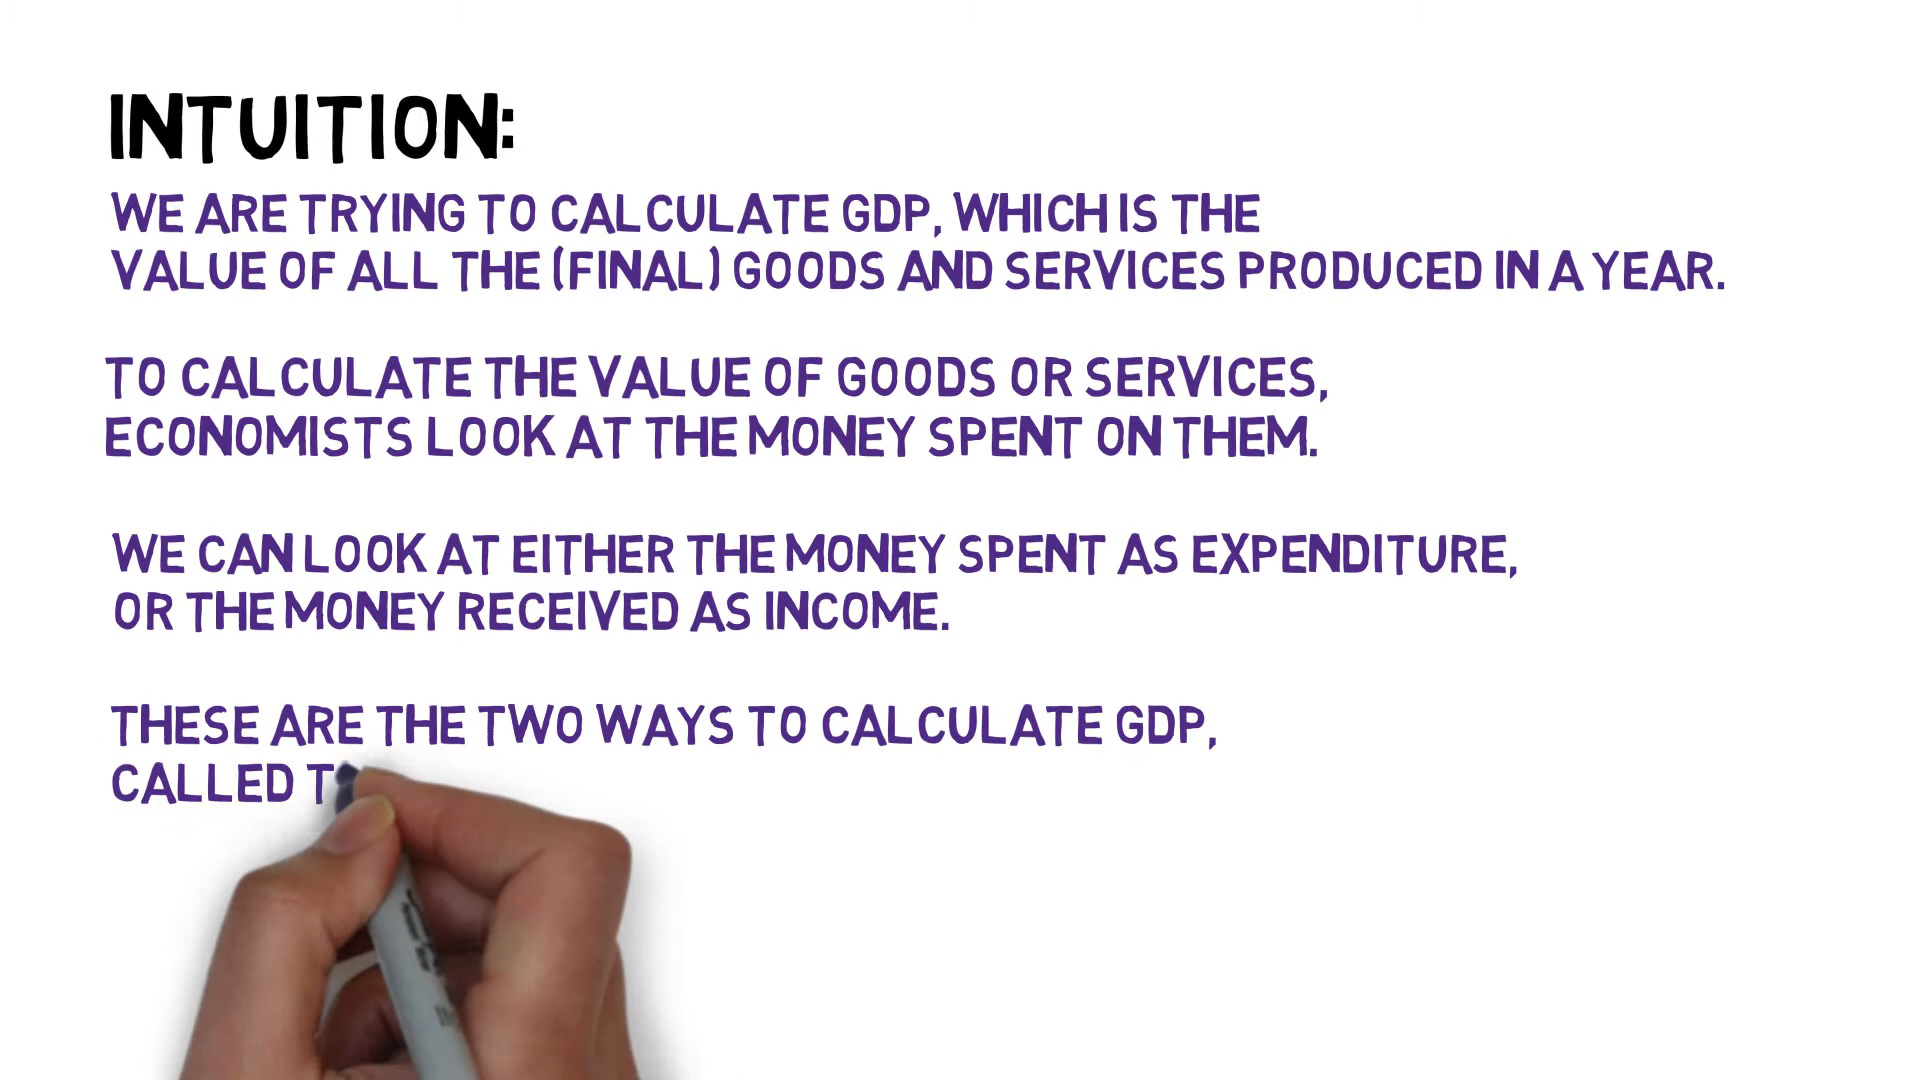 INTUITION:
WE ARE TRYING TO CALCULATE GDP, WHICH IS THE
VALUE OF ALL THE (FINAL) GOODS AND SERVICES PRODUCED IN A YEAR.
TO CALCULATE THE VALUE OF GOODS OR SERVICES,
ECONOMISTS LOOK AT THE MONEY SPENT ON THEM.
WE CAN LOOK AT EITHER THE MONEY SPENT AS EXPENDITURE,
OR THE MONEY RECEIVED AS INCOME.
THESE ARE THE TWO WAYS TO CALCULATE GDP,
CALLED T